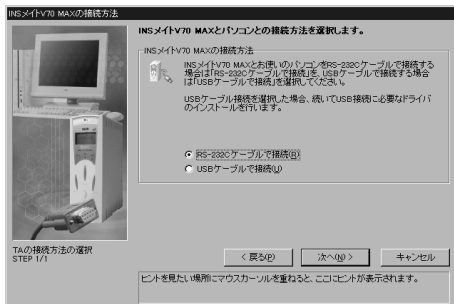 INSメイトV70 MAXの接続方法
INSメイトV70 MAXとパソコンとの接続方法を選択します。
INSメイトV70 MAXの接続方法
INSメイトV70 MAXとお使いのパソコンをRS-232Cケーブルで接続する
場合は「RS-232Cケーブルで接続」を、USBケーブルで接続する場合
は「USBケーブルで接続」を選択してください。
USBケーブル接続を選択した場合、続いてUSB接続に必要なドライバ
のインストールを行います。
RS-232Cケーブルで接続(R)
USBケーブルで接続(U)
TAの接続方法の選択
STEP 1/1
< 戻る(P)
次へ(N) >
キャンセル
ヒントを見たい場所にマウスカーソルを重ねると、ここにヒントが表示されます。